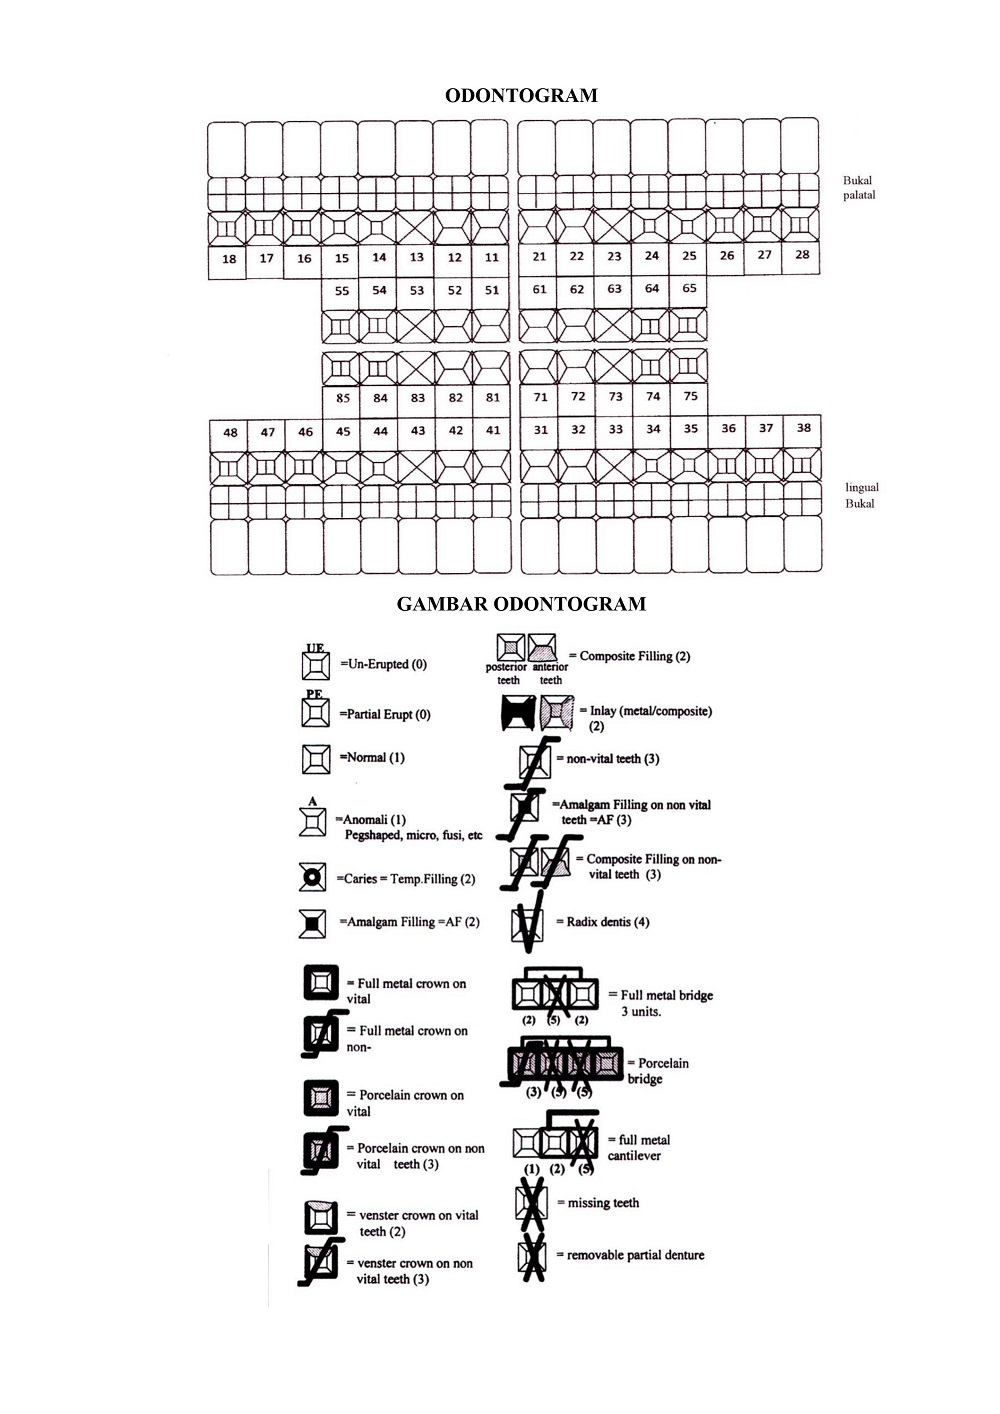 ODONTOGRAM
Bukal
palatal
18 17 16 15 14 13 12 11 21 22 23 24 25 26 27 28
55 54 53 52 51 61 62 63 64 65
85 84 83 82 81 71 72 73 74 75
48 47 46 45 44 43 42 41 31 32 33 34 35 36 37 38
lingual
Bukal
GAMBAR ODONTOGRAM
UE
=Un-Erupted (0)
PE
=Partial Erupt (0)
=Normal (1)
A
=Anomali (1)
Pegshaped, micro, fusi, etc
=Caries = Temp.Filling (2)
=Amalgam Filling =AF (2)
= Full metal crown on
vital
= Full metal crown on
non-
= Porcelain crown on
vital
= Porcelain crown on non
vital teeth (3)
= venster crown on vital
teeth (2)
= venster crown on non
vital teeth (3)
= Composite Filling (2)
posterior anterior
teeth teeth
= Inlay (metal/composite)
(2)
= non-vital teeth (3)
=Amalgam Filling on non vital
teeth =AF (3)
= Composite Filling on non-
vital teeth (3)
= Radix dentis (4)
= Full metal bridge
3 units.
(2) (5) (2)
= Porcelain
bridge
(3) (5) (5)
= full metal
cantilever
(1) (2) (5)
= missing teeth
= removable partial denture